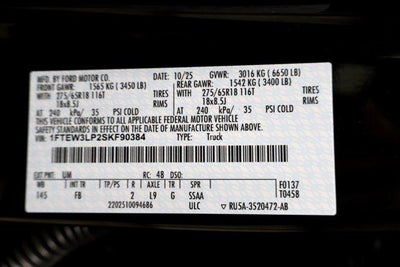 MFD. BY FORD MOTOR CO. 10/25 GVWR: 3016 KG ( 6650 LB)
FRONT GAWR: 1565 KG ( 3450 LB) REAR GAWR: 1542 KG ( 3400 LB)
275/65R18 116T TIRES 275/65R18 116T TIRES
18x8.5J RIMS 18x8.5J RIMS
AT 240 kPa/ 35 PSI COLD AT 240 kPa/ 35 PSI COLD
THIS VEHICLE CONFORMS TO ALL APPLICABLE FEDERAL MOTOR VEHICLE
SAFETY STANDARDS IN EFFECT ON THE DATE OF MANUFACTURE SHOWN ABOVE.
VIN: 1FTEW3LP2SKF90384 TYPE: Truck
EXT PNT: UM RC: 48 DSO:
WB INT TR TP/PS R AXLE TR SPR F0137
145 FB 2 L9 G SSAA T0458
2202510094686 ULC RU5A-3520472-AB